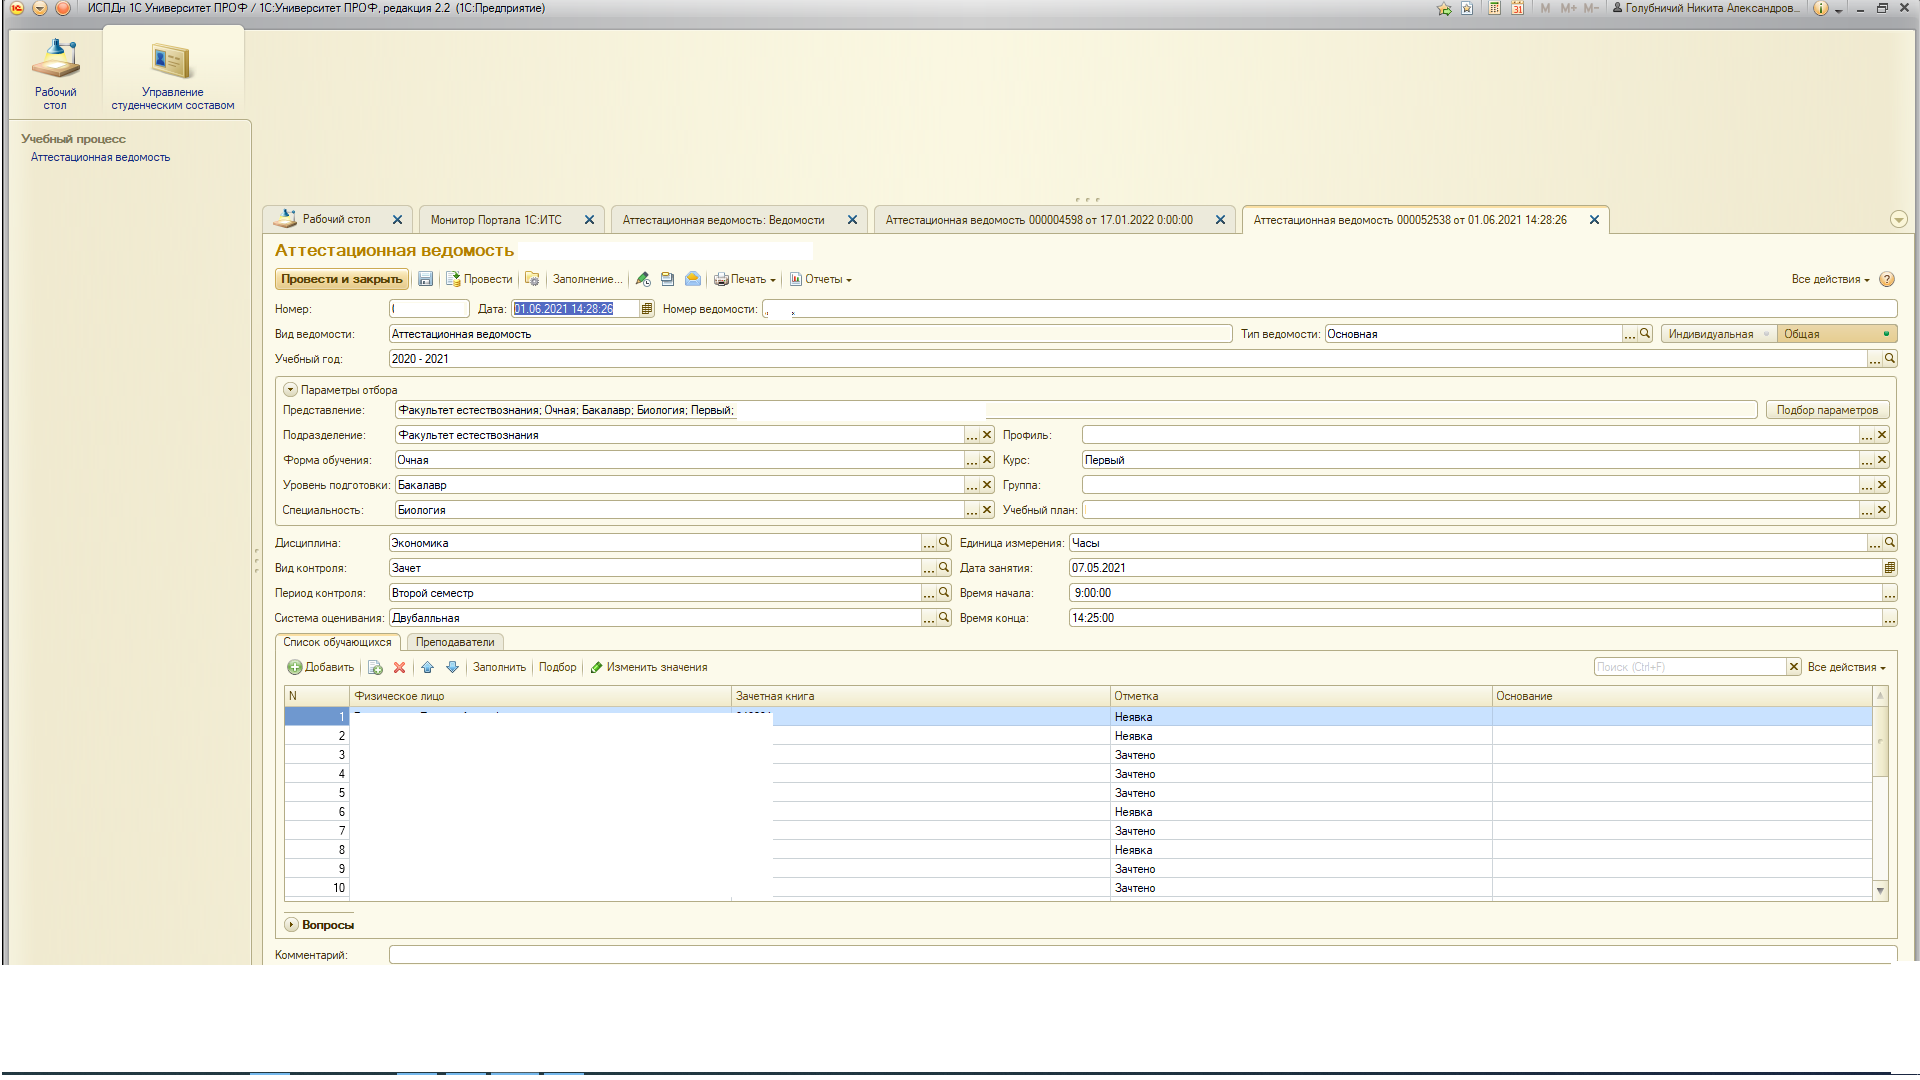 ИСПДн 1С Университет ПРОФ / 1С:Университет ПРОФ, редакция 2.2 (1С:Предприятие)
M M+ M- Голубничий Никита Александров...
Рабочий стол
Управление студенческим составом
Учебный процесс
Аттестационная ведомость
Рабочий стол
Монитор Портала 1С:ИТС
Аттестационная ведомость: Ведомости
Аттестационная ведомость 000004598 от 17.01.2022 0:00:00
Аттестационная ведомость 000052538 от 01.06.2021 14:28:26
Аттестационная ведомость
Провести и закрыть Провести Заполнение... Печать Отчеты Все действия
Номер: Дата: 01.06.2021 14:28:26 Номер ведомости:
Вид ведомости: Аттестационная ведомость Тип ведомости: Основная Индивидуальная Общая
Учебный год: 2020 - 2021
Параметры отбора
Представление: Факультет естествознания; Очная; Бакалавр; Биология; Первый; Подбор параметров
Подразделение: Факультет естествознания Профиль:
Форма обучения: Очная Курс: Первый
Уровень подготовки: Бакалавр Группа:
Специальность: Биология Учебный план:
Дисциплина: Экономика Единица измерения: Часы
Вид контроля: Зачет Дата занятия: 07.05.2021
Период контроля: Второй семестр Время начала: 9:00:00
Система оценивания: Двубалльная Время конца: 14:25:00
Список обучающихся Преподаватели
Добавить Заполнить Подбор Изменить значения Поиск (Ctrl+F) Все действия
N Физическое лицо Зачетная книга Отметка Основание
1 Неявка
2 Неявка
3 Зачтено
4 Зачтено
5 Зачтено
6 Неявка
7 Зачтено
8 Неявка
9 Зачтено
10 Зачтено
Вопросы
Комментарий: